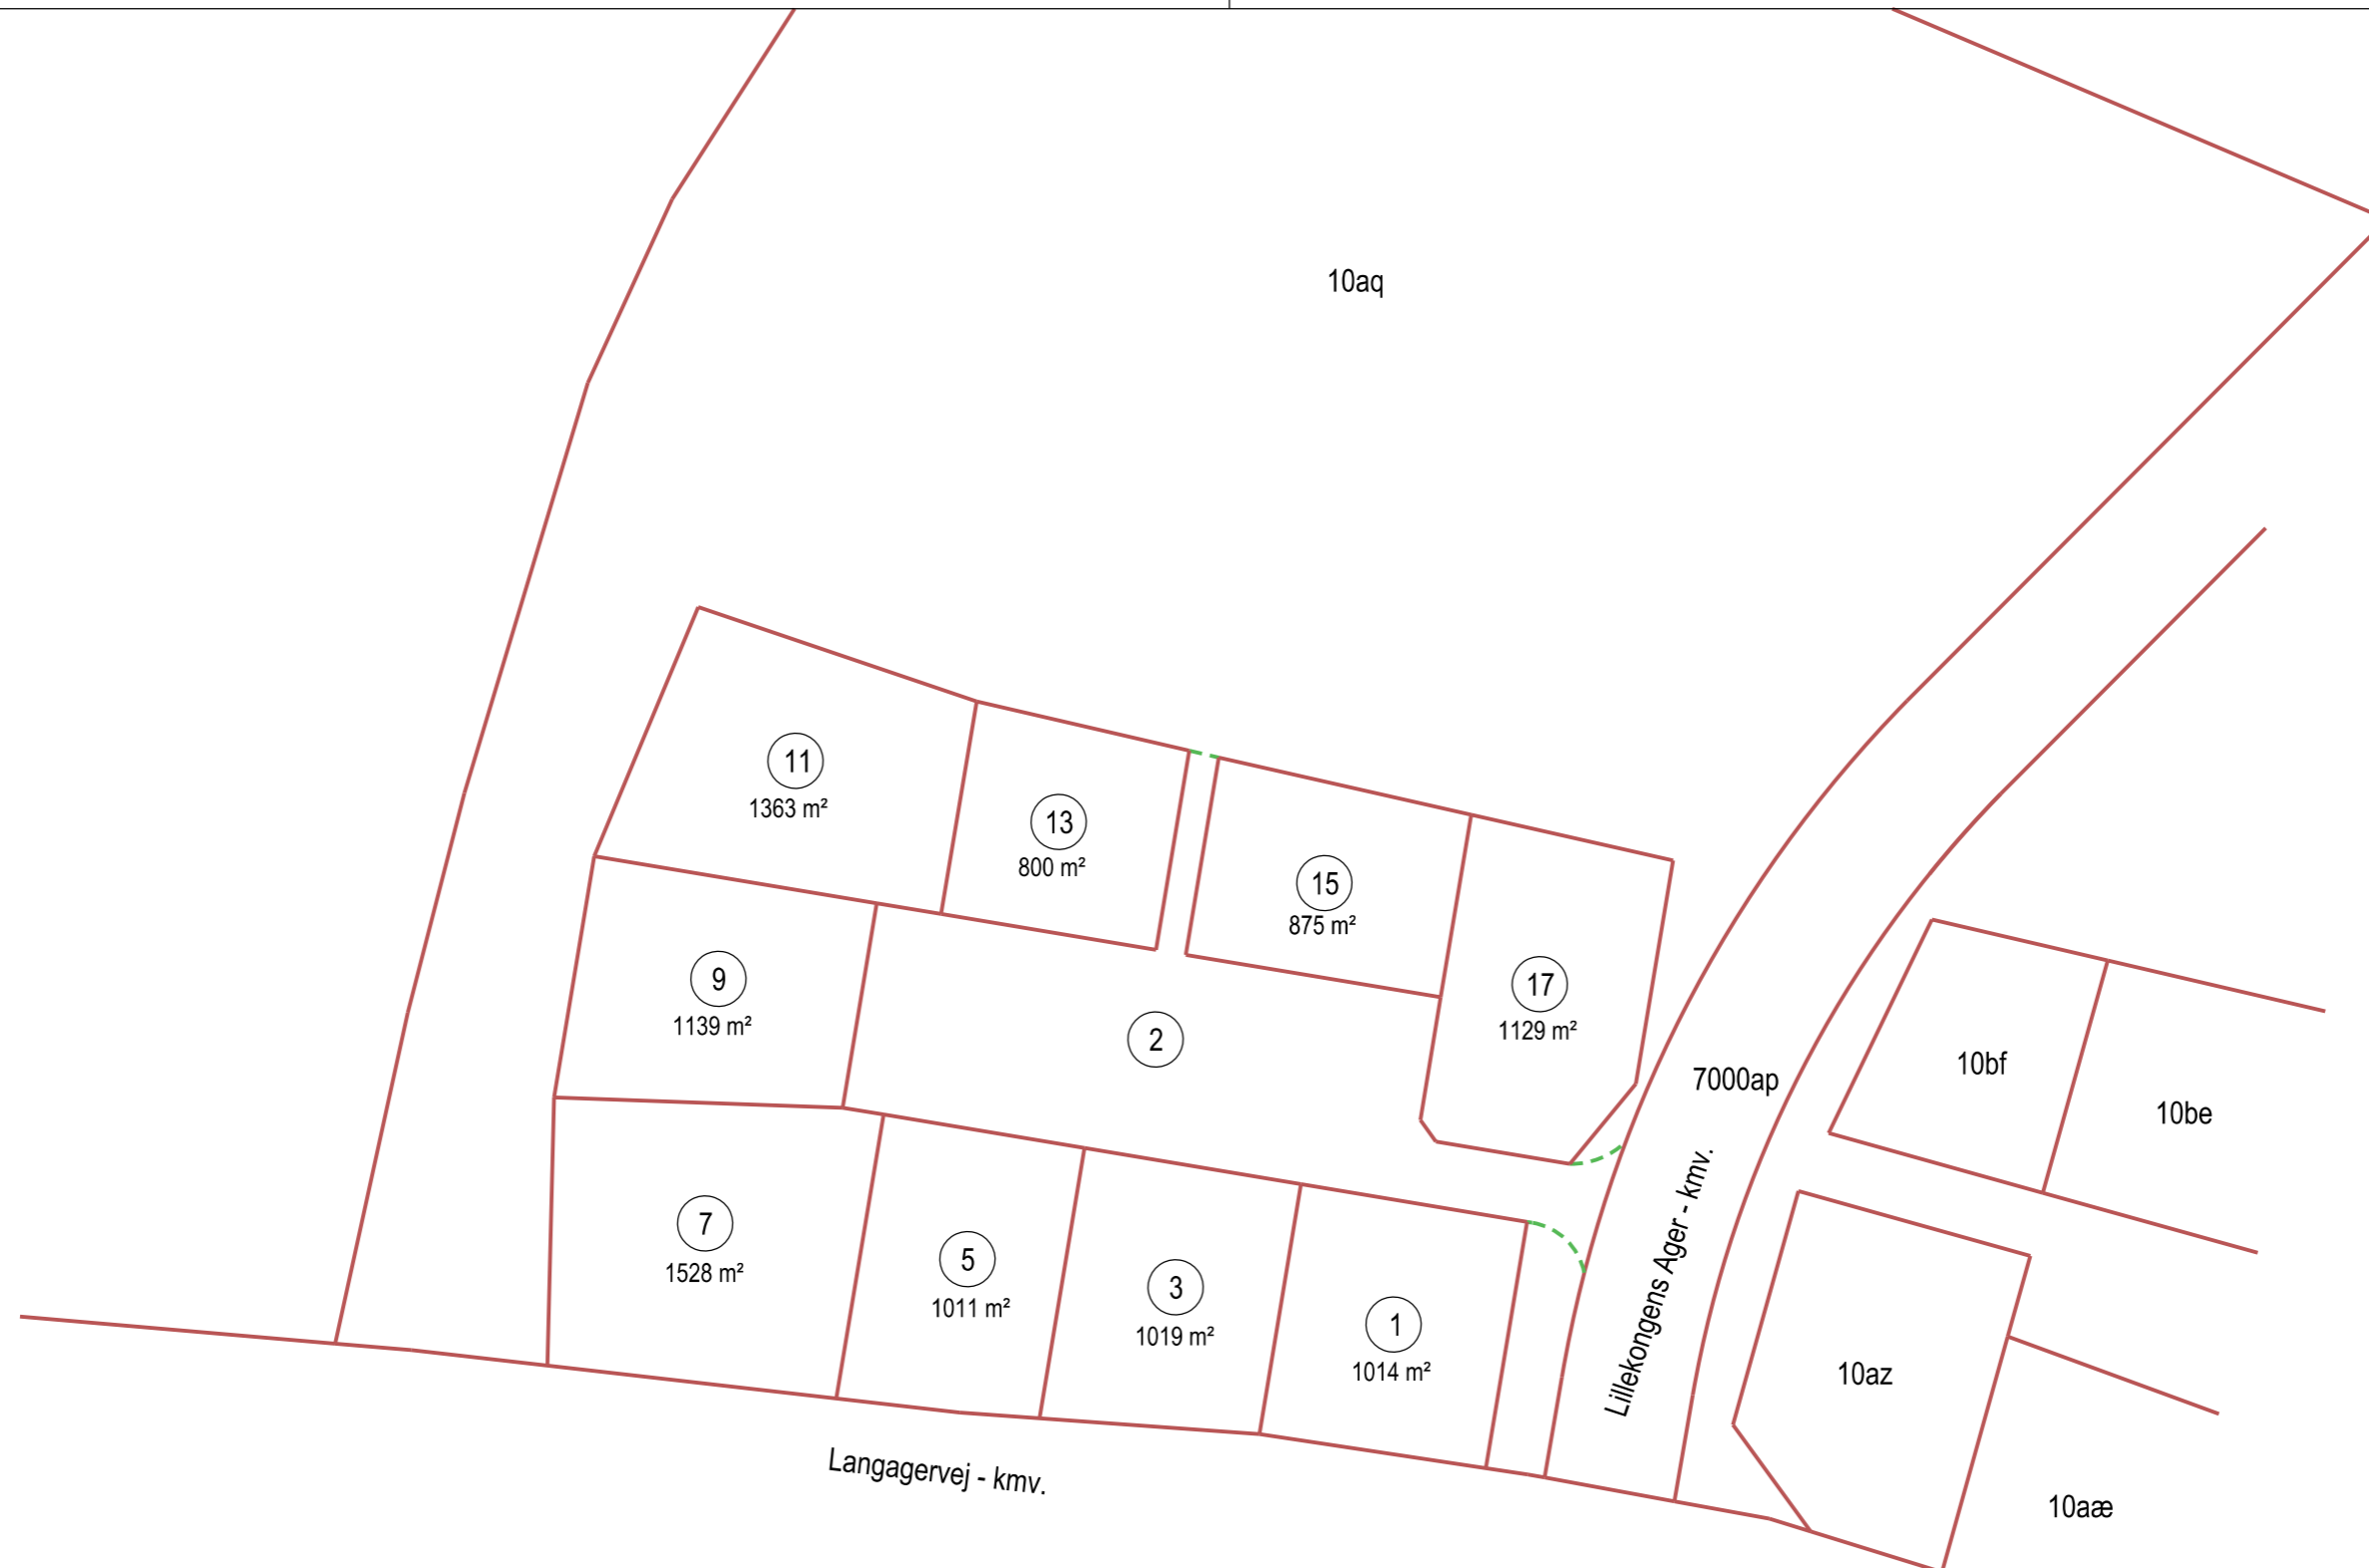 10aq
11
1363 m²
13
800 m²
15
875 m²
9
1139 m²
17
1129 m²
2
7000ap
10bf
10be
7
1528 m²
5
1011 m²
3
1019 m²
1
1014 m²
Lillekongens Ager - kmv.
10az
Langagervej - kmv.
10aæ